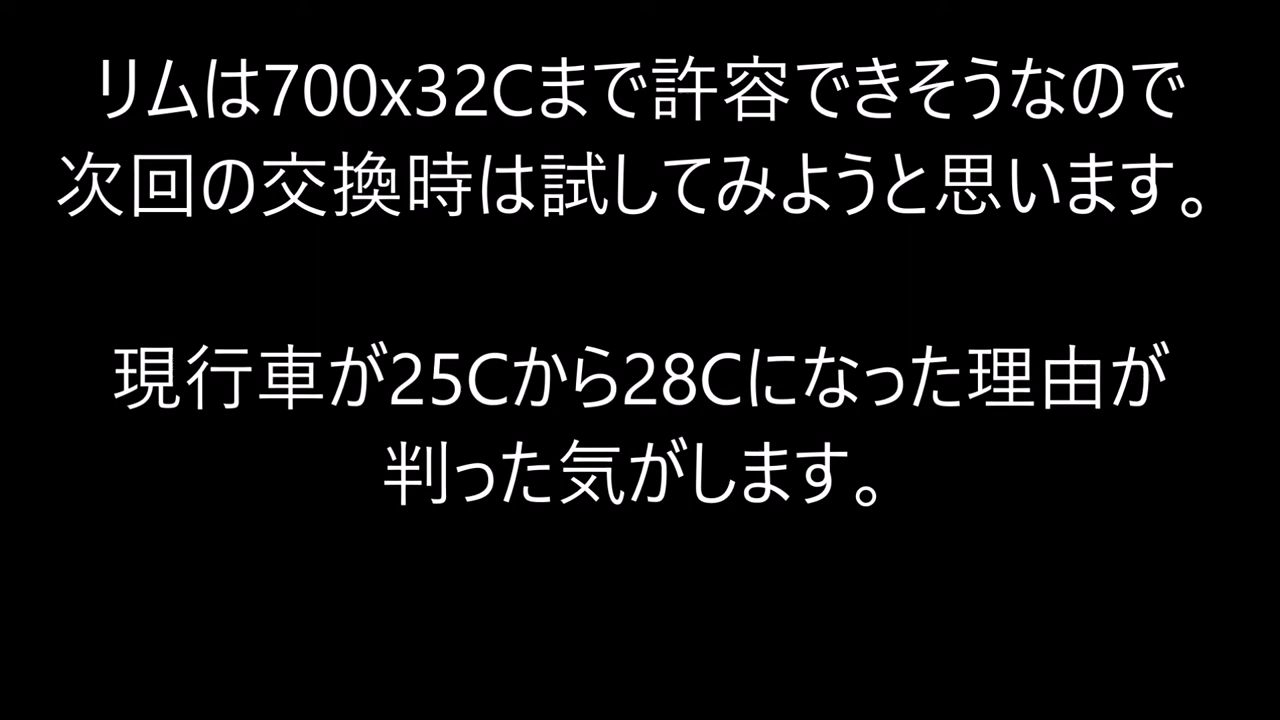 リムは700x32Cまで許容できそうなので
次回の交換時は試してみようと思います。
現行車が25Cから28Cになった理由が
判った気がします。